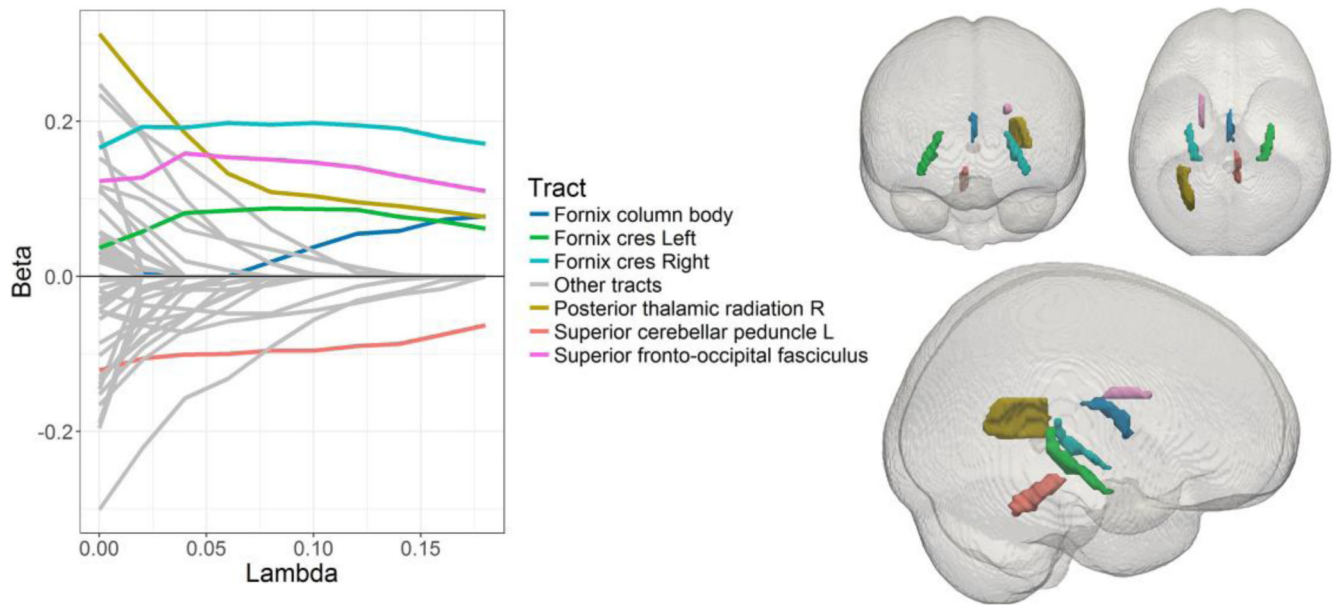 0.2
0.0
-0.2
Beta
0.00 0.05 0.10 0.15
Lambda
Tract
Fornix column body
Fornix cres Left
Fornix cres Right
Other tracts
Posterior thalamic radiation R
Superior cerebellar peduncle L
Superior fronto-occipital fasciculus